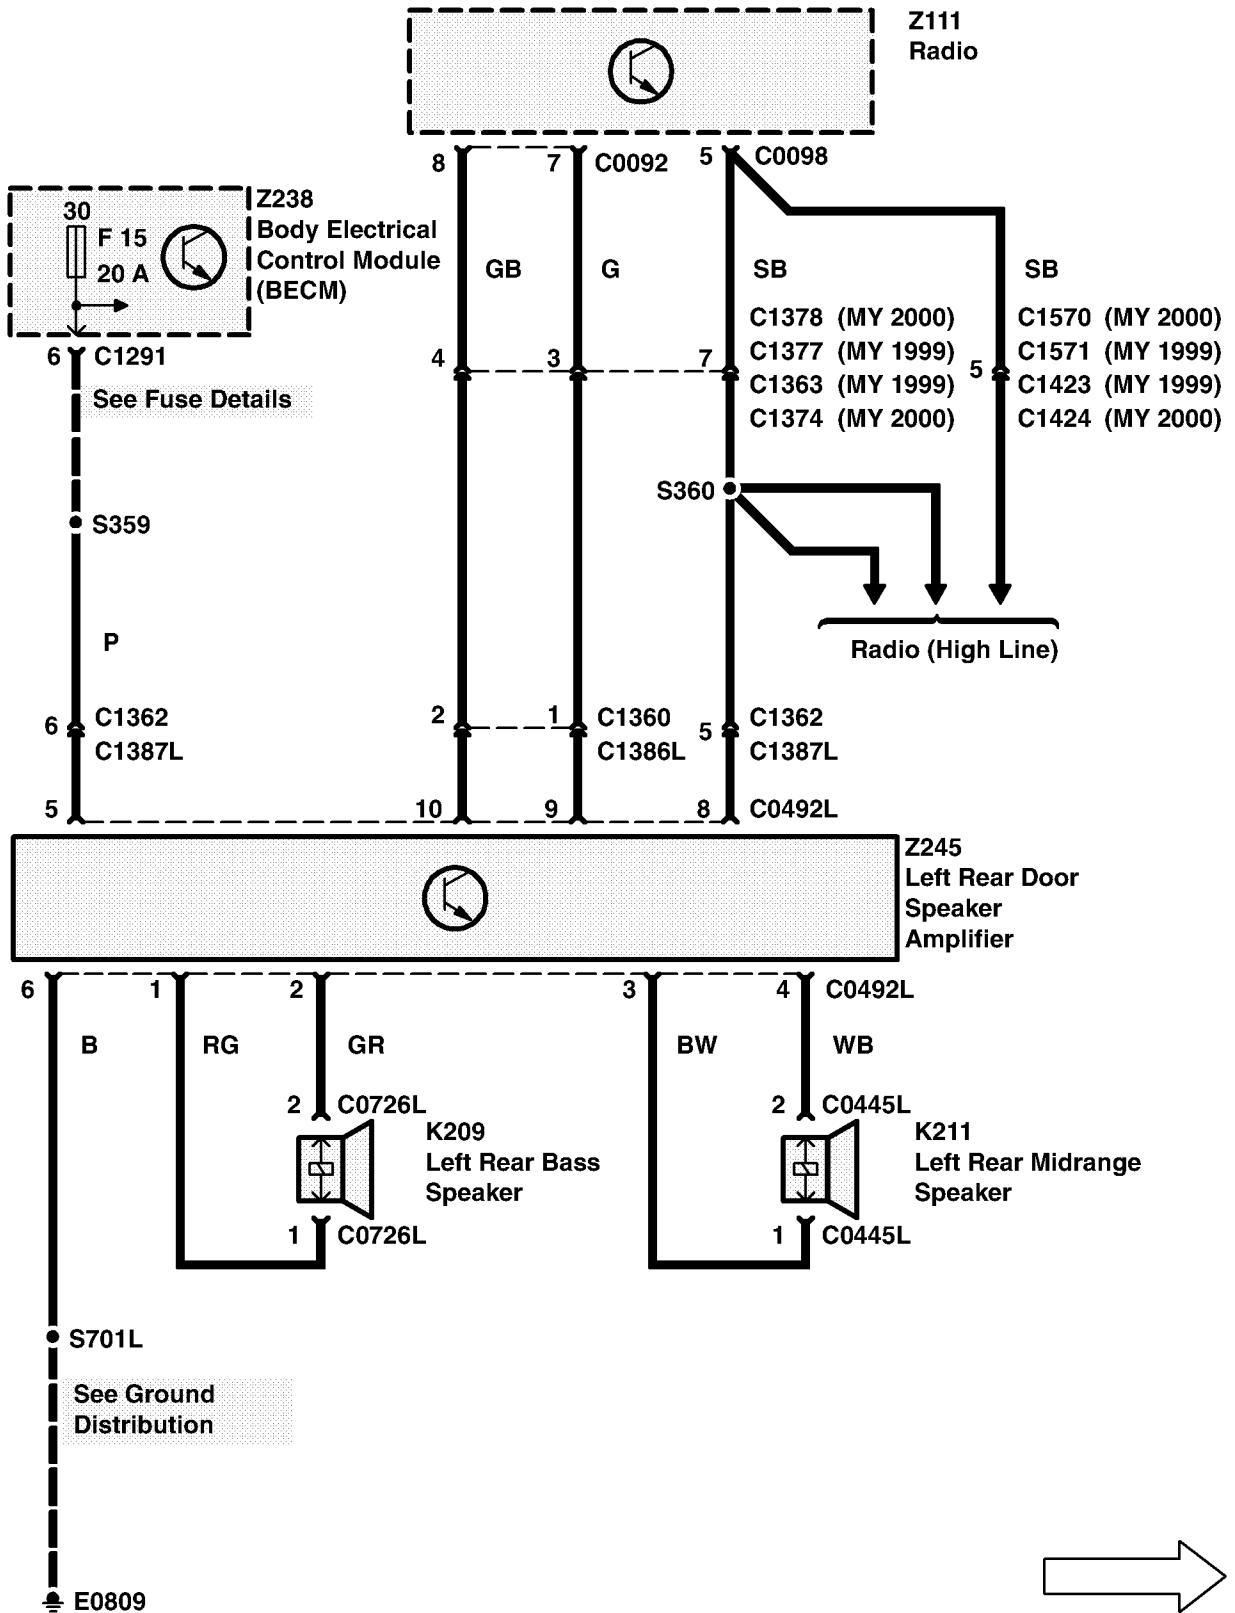 Z111
Radio
8
7
C0092
5
C0098
Z238
Body Electrical
Control Module
(BECM)
30
F 15
20 A
6
C1291
See Fuse Details
GB
G
SB
SB
C1378 (MY 2000)
C1377 (MY 1999)
C1363 (MY 1999)
C1374 (MY 2000)
C1570 (MY 2000)
C1571 (MY 1999)
C1423 (MY 1999)
C1424 (MY 2000)
4
3
7
5
S359
S360
P
Radio (High Line)
6
C1362
C1387L
2
1
C1360
C1386L
5
C1362
C1387L
5
10
9
8
C0492L
Z245
Left Rear Door
Speaker
Amplifier
6
1
2
3
4
C0492L
B
RG
GR
BW
WB
2
C0726L
K209
Left Rear Bass
Speaker
1
C0726L
2
C0445L
K211
Left Rear Midrange
Speaker
1
C0445L
S701L
See Ground
Distribution
E0809